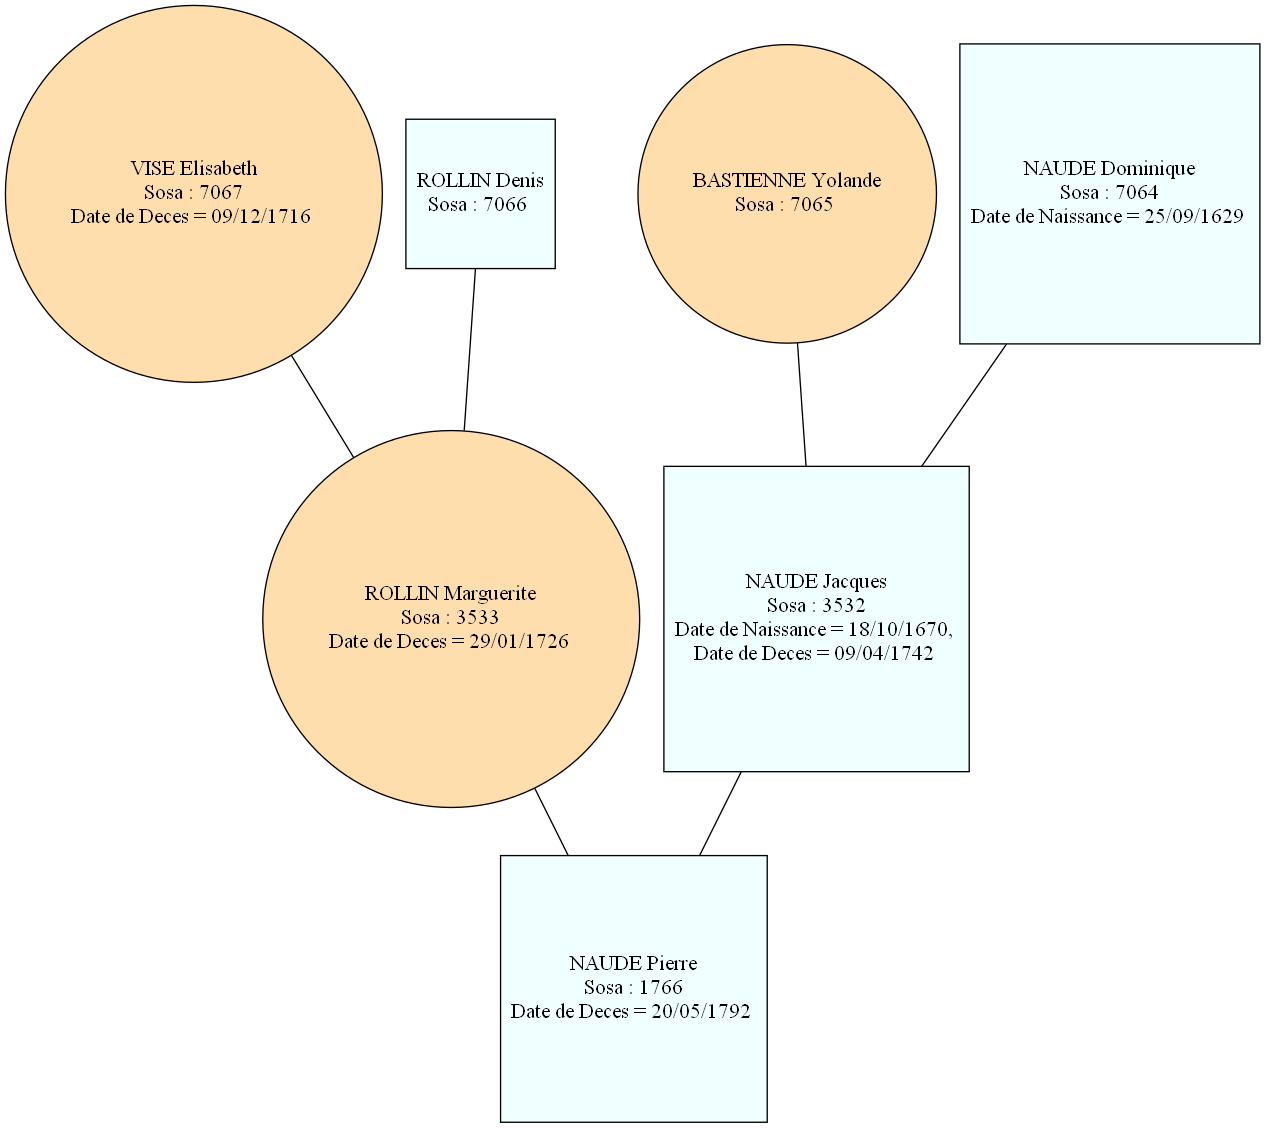 VISE Elisabeth
Sosa : 7067
Date de Deces = 09/12/1716
ROLLIN Denis
Sosa : 7066
BASTIENNE Yolande
Sosa : 7065
NAUDE Dominique
Sosa : 7064
Date de Naissance = 25/09/1629
ROLLIN Marguerite
Sosa : 3533
Date de Deces = 29/01/1726
NAUDE Jacques
Sosa : 3532
Date de Naissance = 18/10/1670,
Date de Deces = 09/04/1742
NAUDE Pierre
Sosa : 1766
Date de Deces = 20/05/1792